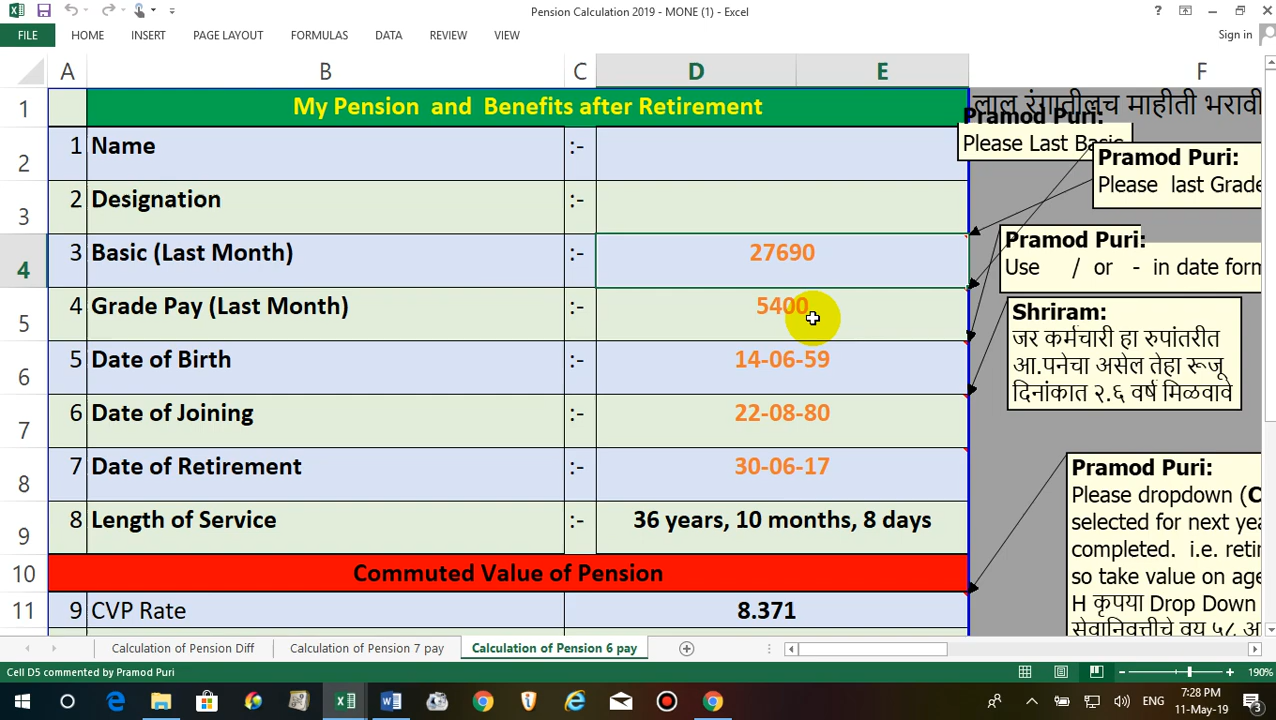 Pension Calculation 2019 - MONE (1) - Excel
?
FILE HOME INSERT PAGE LAYOUT FORMULAS DATA REVIEW VIEW
Sign in
A B C D E F
1 My Pension and Benefits after Retirement लाल रंगातीलच माहीती भरावी
Pramod Puri:
Please Last Basic
Pramod Puri:
Please last Grade
2 1 Name :-
3 2 Designation :-
4 3 Basic (Last Month) :- 27690
Pramod Puri:
Use / or - in date form
5 4 Grade Pay (Last Month) :- 5400
Shriram:
जर कर्मचारी हा रुपांतरीत
आ.पनेचा असेल तेहा रूजू
दिनांकात २.६ वर्ष मिळवावे
6 5 Date of Birth :- 14-06-59
7 6 Date of Joining :- 22-08-80
8 7 Date of Retirement :- 30-06-17
Pramod Puri:
Please dropdown (C
selected for next yea
completed. i.e. retir
so take value on age
H कृपया Drop Down
सेवानिवृत्तीचे वय ५८ अ
9 8 Length of Service :- 36 years, 10 months, 8 days
10 Commuted Value of Pension
11 9 CVP Rate 8.371
Calculation of Pension Diff Calculation of Pension 7 pay Calculation of Pension 6 pay
Cell D5 commented by Pramod Puri 190%
ENG 7:28 PM
11-May-19 3